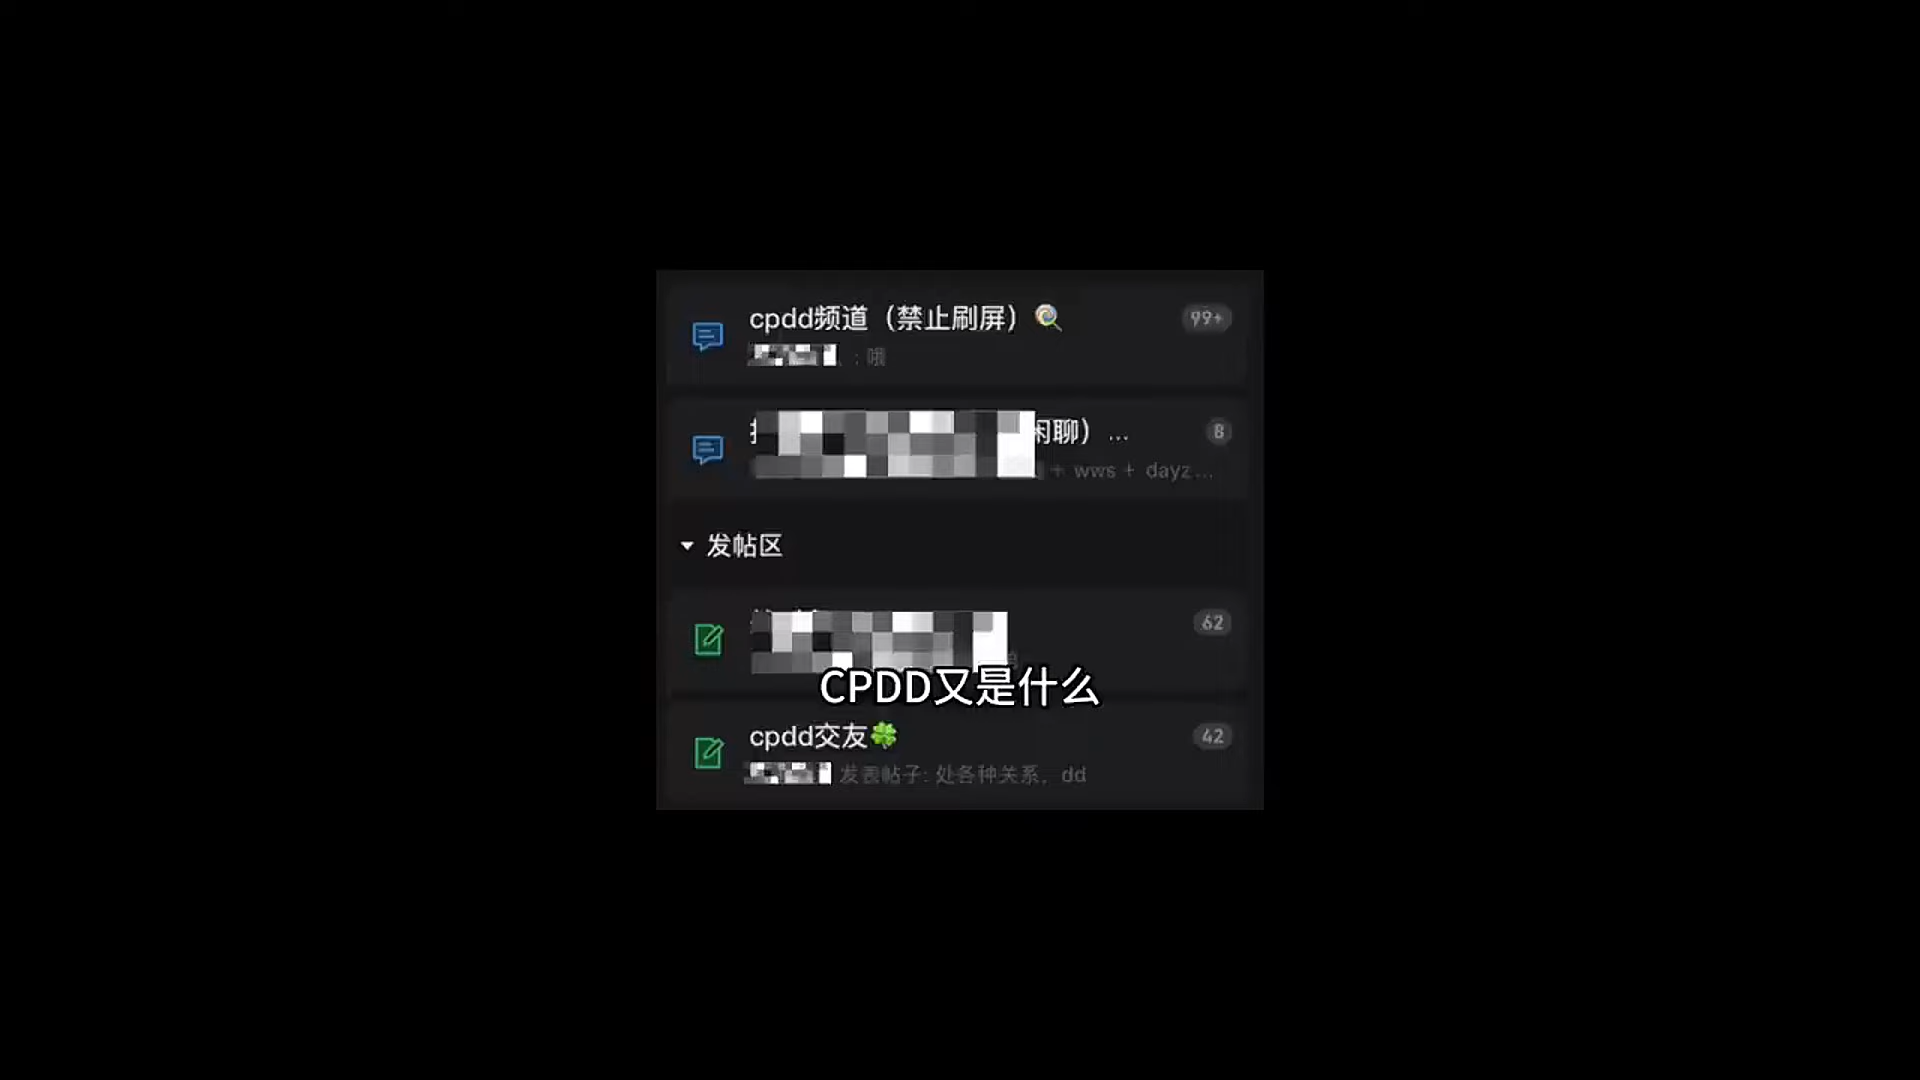 cpdd频道（禁止刷屏）🍭
99+
：哦
闲聊）...
8
+ wws + dayz...
发帖区
62
CPDD又是什么
cpdd交友🍀
42
发表帖子: 处各种关系，dd